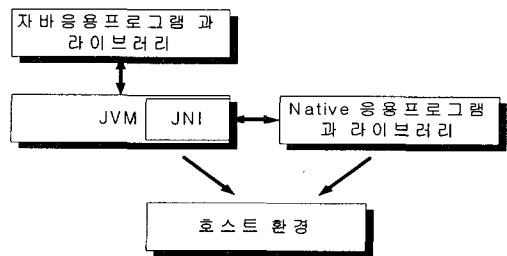 자바응용프로그램 과
라이브러리
JVM
JNI
Native 응용프로그램
과 라이브러리
호스트 환경